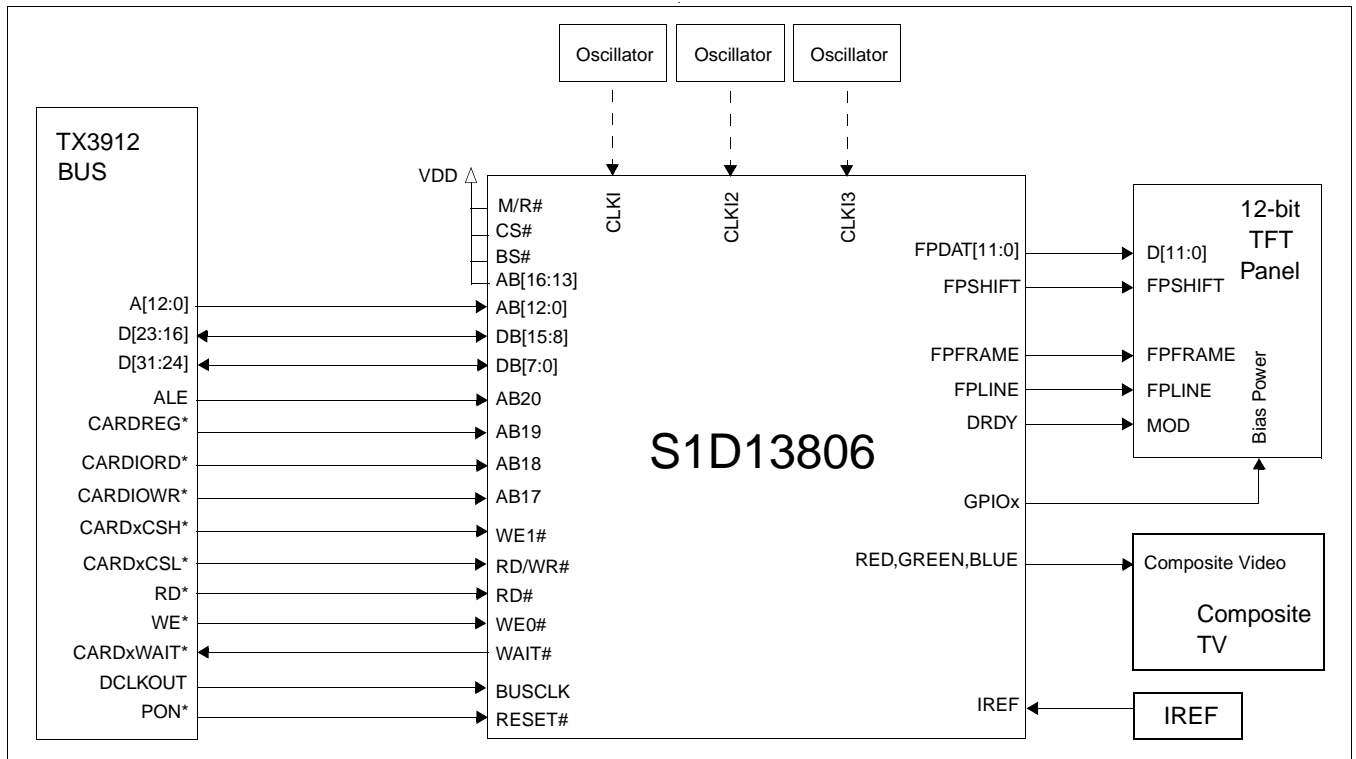 Oscillator
Oscillator
Oscillator
TX3912
BUS
VDD
M/R#
CS#
BS#
AB[16:13]
CLKI
CLKI2
CLKI3
A[12:0]
AB[12:0]
D[23:16]
DB[15:8]
D[31:24]
DB[7:0]
ALE
AB20
CARDREG*
AB19
CARDIORD*
AB18
CARDIOWR*
AB17
CARDxCSH*
WE1#
CARDxCSL*
RD/WR#
RD*
RD#
WE*
WE0#
CARDxWAIT*
WAIT#
DCLKOUT
BUSCLK
PON*
RESET#
S1D13806
FPDAT[11:0]
FPSHIFT
FPFRAME
FPLINE
DRDY
GPIOx
RED,GREEN,BLUE
IREF
12-bit
TFT
Panel
D[11:0]
FPSHIFT
FPFRAME
FPLINE
MOD
Bias Power
Composite Video
Composite
TV
IREF